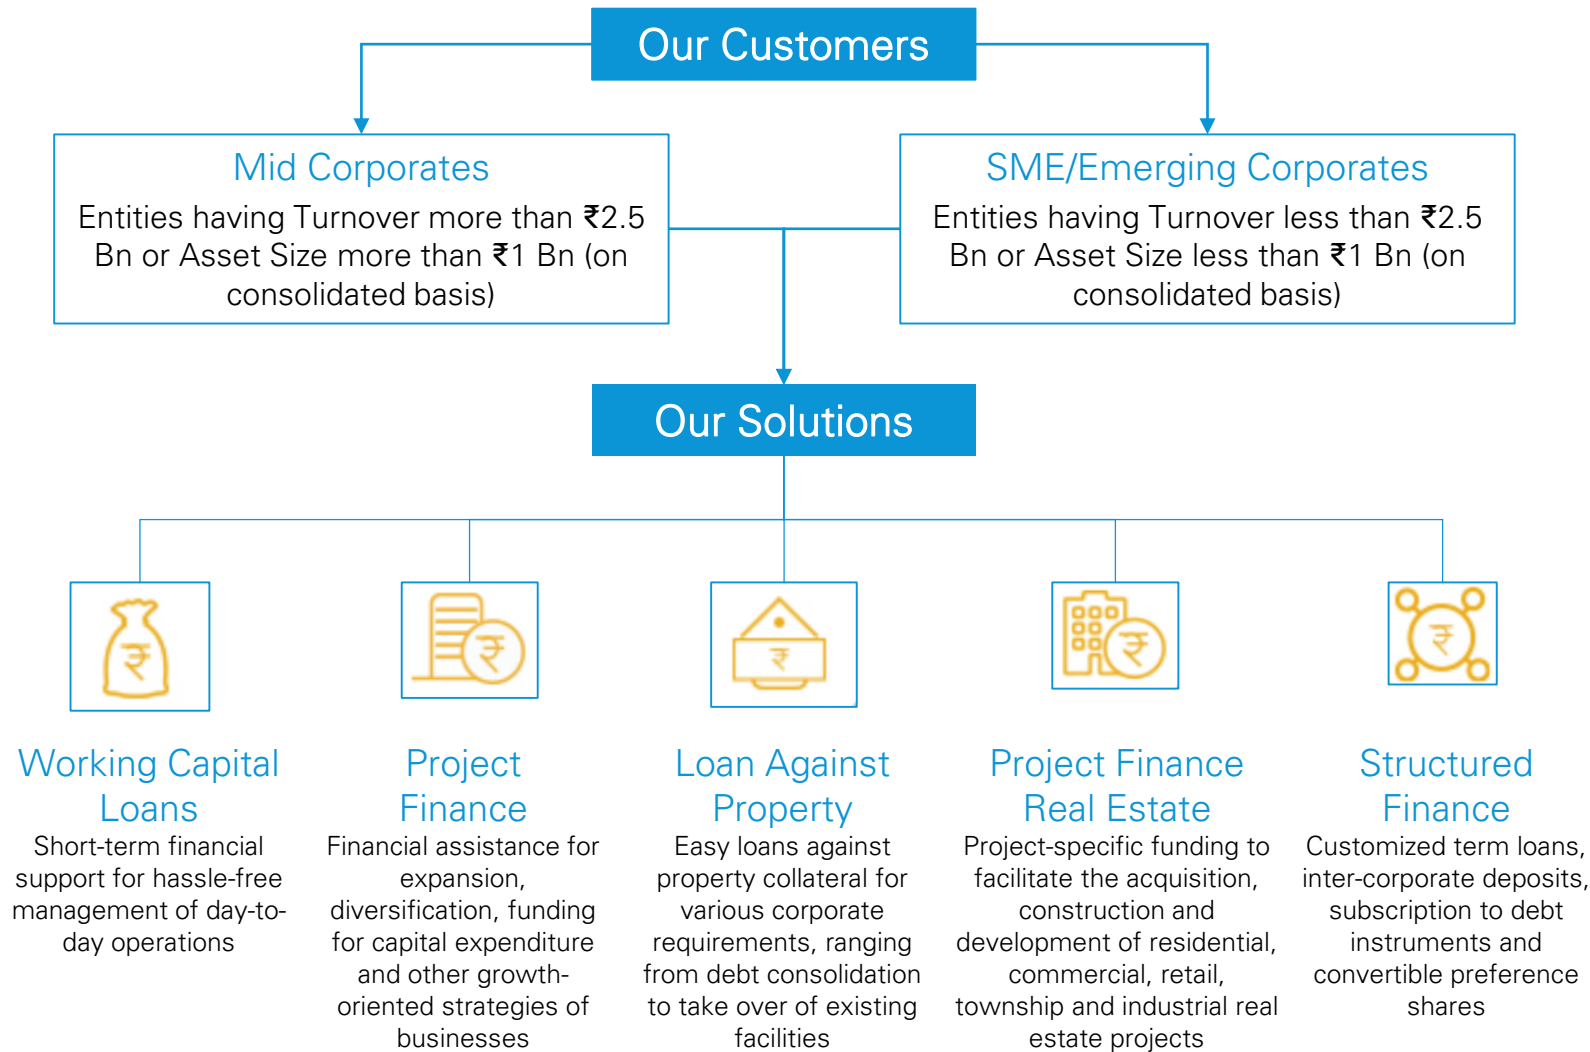 Our Customers
Mid Corporates
Entities having Turnover more than ₹2.5
Bn or Asset Size more than ₹1 Bn (on
consolidated basis)
SME/Emerging Corporates
Entities having Turnover less than ₹2.5
Bn or Asset Size less than ₹1 Bn (on
consolidated basis)
Our Solutions
₹
₹
₹
₹
₹
Working Capital
Loans
Short-term financial
support for hassle-free
management of day-to-
day operations
Project
Finance
Financial assistance for
expansion,
diversification, funding
for capital expenditure
and other growth-
oriented strategies of
businesses
Loan Against
Property
Easy loans against
property collateral for
various corporate
requirements, ranging
from debt consolidation
to take over of existing
facilities
Project Finance
Real Estate
Project-specific funding to
facilitate the acquisition,
construction and
development of residential,
commercial, retail,
township and industrial real
estate projects
Structured
Finance
Customized term loans,
inter-corporate deposits,
subscription to debt
instruments and
convertible preference
shares